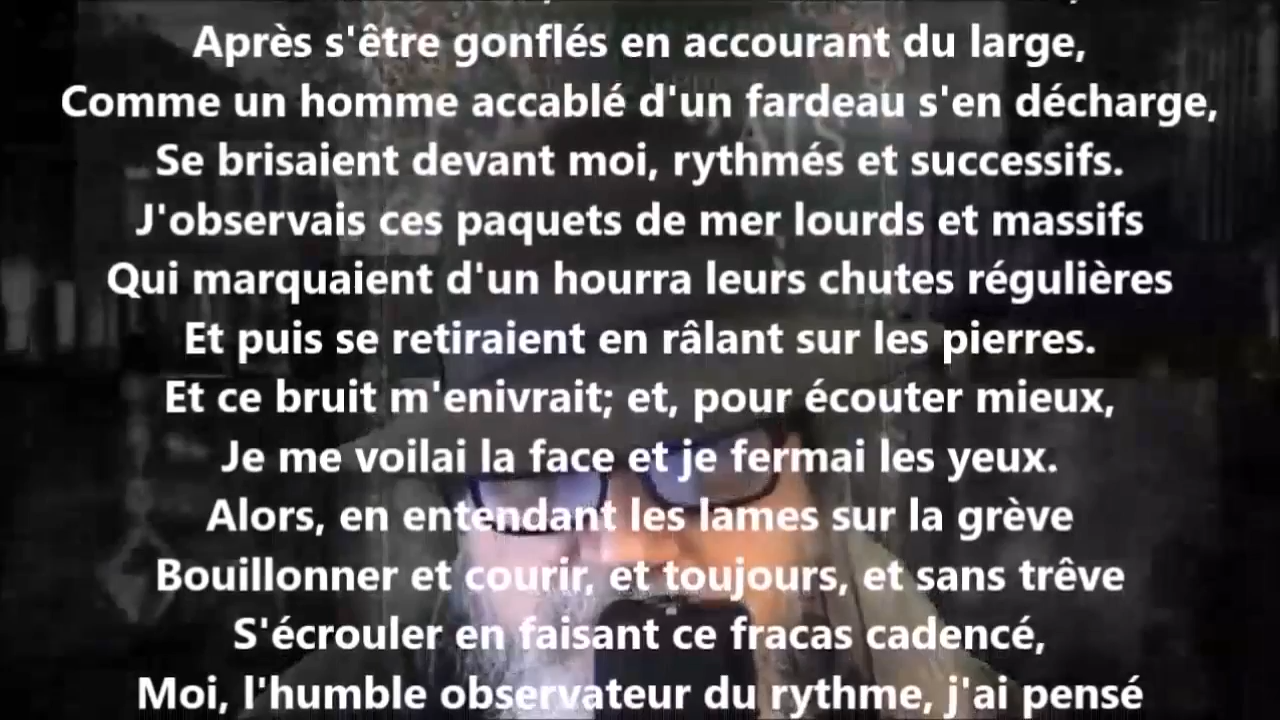 Après s'être gonflés en accourant du large,
Comme un homme accablé d'un fardeau s'en décharge,
Se brisaient devant moi, rythmés et successifs.
J'observais ces paquets de mer lourds et massifs
Qui marquaient d'un hourra leurs chutes régulières
Et puis se retiraient en râlant sur les pierres.
Et ce bruit m'enivrait; et, pour écouter mieux,
Je me voilai la face et je fermai les yeux.
Alors, en entendant les lames sur la grève
Bouillonner et courir, et toujours, et sans trêve
S'écrouler en faisant ce fracas cadencé,
Moi, l'humble observateur du rythme, j'ai pensé